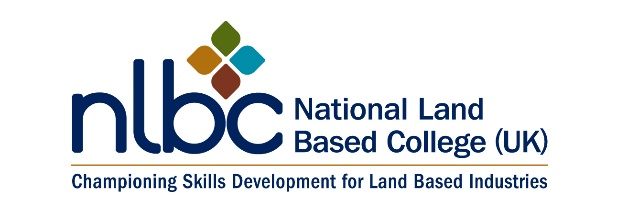 nlbc
National Land
Based College (UK)
Championing Skills Development for Land Based Industries